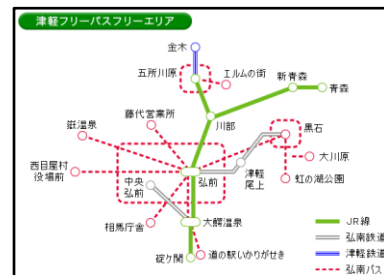 津軽フリーパスフリーエリア
金木
五所川原
エルムの街
新青森
青森
藤代営業所
川部
嶽温泉
黒石
西目屋村
役場前
中央
弘前
弘前
津軽
尾上
大川原
虹の湖公園
相馬庁舎
大鰐温泉
碇ケ関
道の駅いかりがせき
JR線
弘南鉄道
津軽鉄道
弘南バス